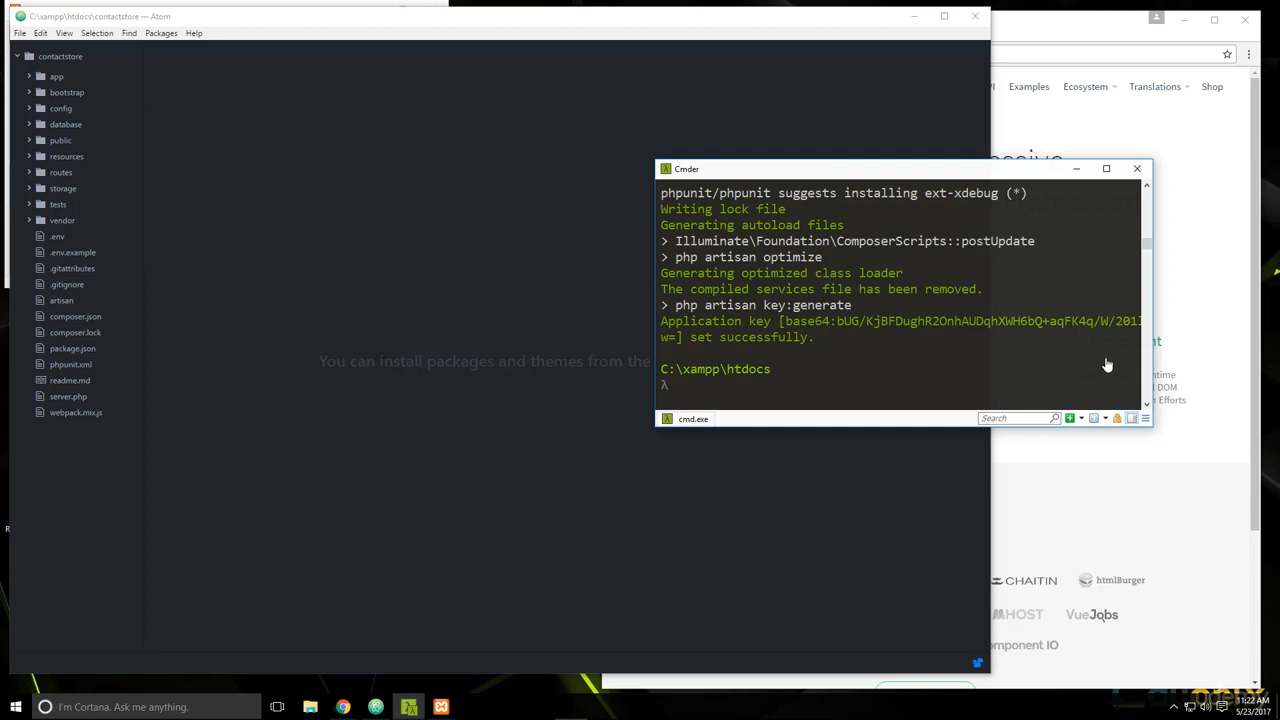 C:\xampp\htdocs\contactstore — Atom
File Edit View Selection Find Packages Help
contactstore
app
bootstrap
config
database
public
resources
routes
storage
tests
vendor
.env
.env.example
.gitattributes
.gitignore
artisan
composer.json
composer.lock
package.json
phpunit.xml
readme.md
server.php
webpack.mix.js
You can install packages and themes from the
Examples Ecosystem Translations Shop
Cmder
phpunit/phpunit suggests installing ext-xdebug (*)
Writing lock file
Generating autoload files
> Illuminate\Foundation\ComposerScripts::postUpdate
> php artisan optimize
Generating optimized class loader
The compiled services file has been removed.
> php artisan key:generate
Application key [base64:bUG/KjBFDughR2OnhAUDqhXWH6bQ+aqFK4q/W/201l
w=] set successfully.
C:\xampp\htdocs
λ
cmd.exe
Search
DOM
Efforts
CHAITIN
htmlBurger
MHOST
VueJobs
omponent IO
I'm Cortana. Ask me anything.
11:22 AM
5/23/2017